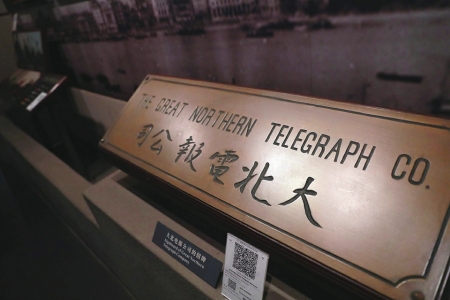 THE GREAT NORTHERN TELEGRAPH CO.
大北電報公司